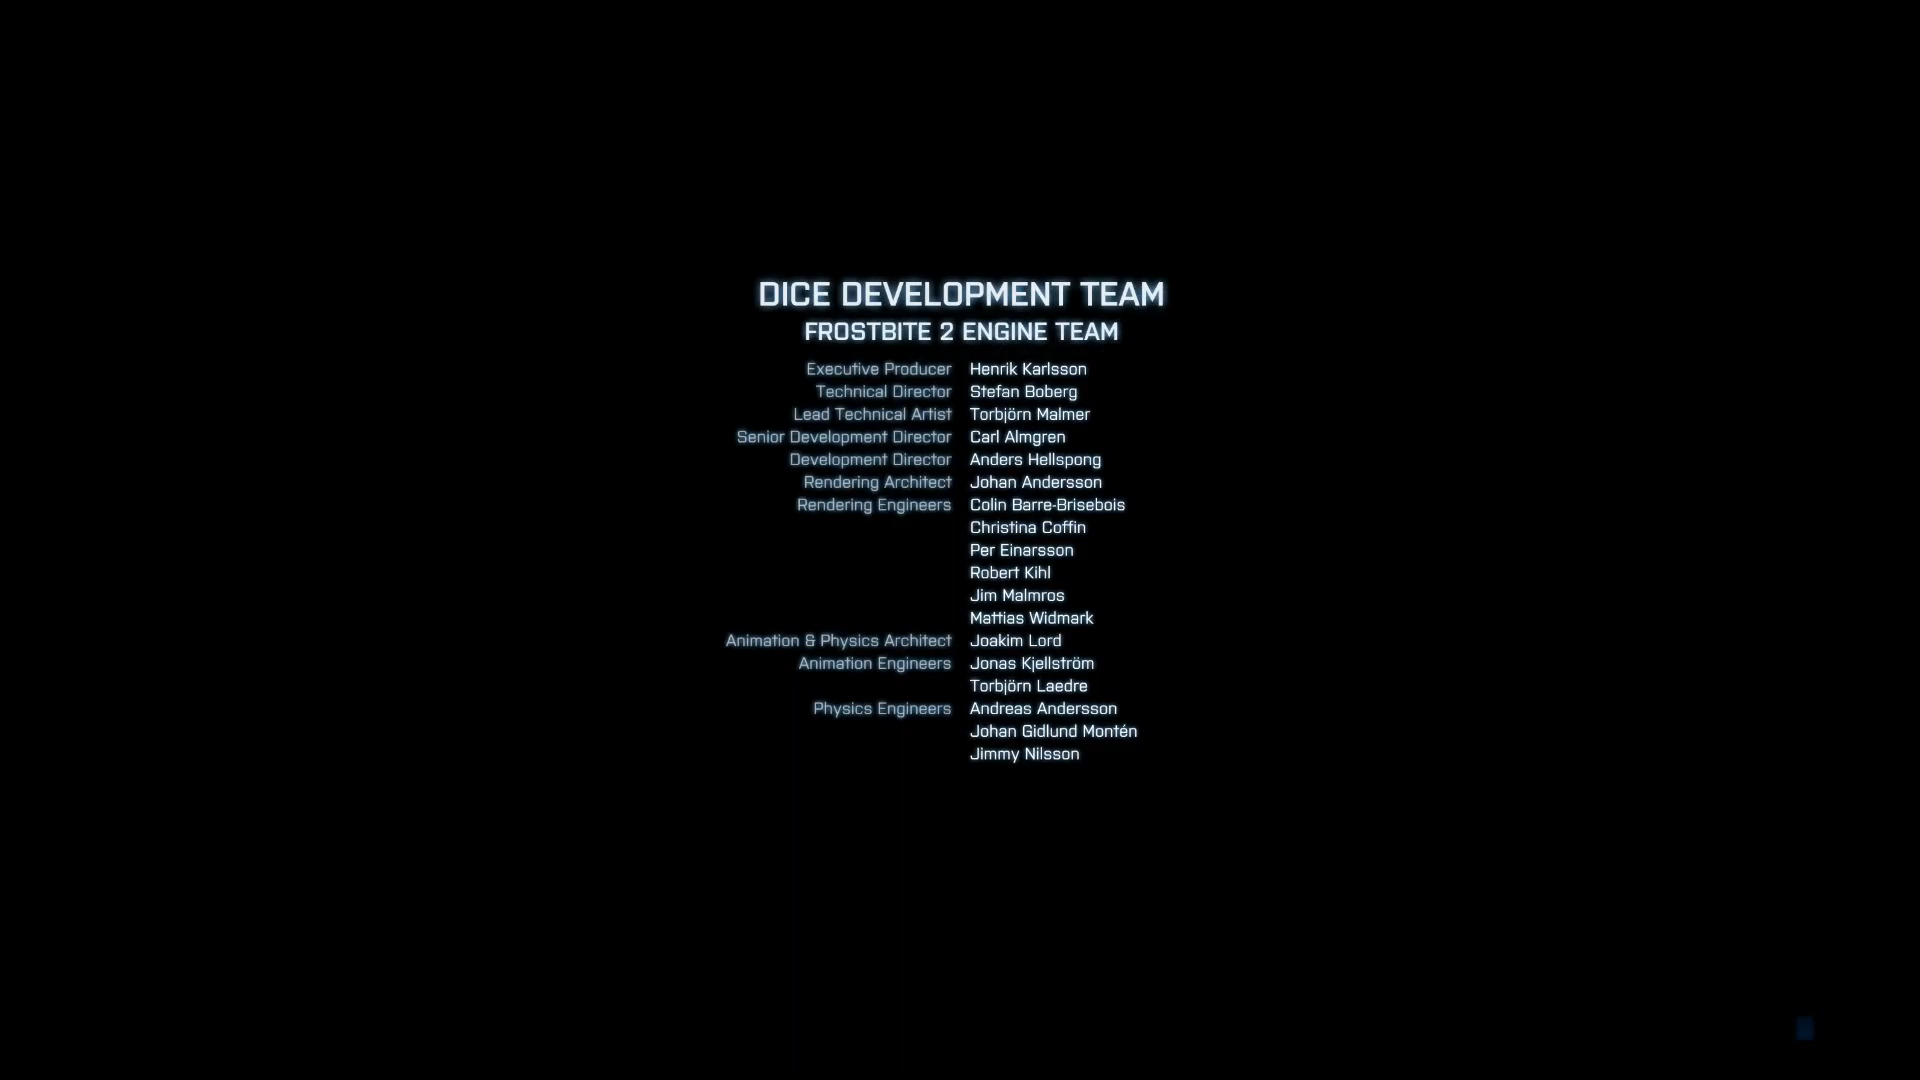 DICE DEVELOPMENT TEAM
FROSTBITE 2 ENGINE TEAM
Executive Producer Henrik Karlsson
Technical Director Stefan Boberg
Lead Technical Artist Torbjörn Malmer
Senior Development Director Carl Almgren
Development Director Anders Hellspong
Rendering Architect Johan Andersson
Rendering Engineers Colin Barre-Brisebois
Christina Coffin
Per Einarsson
Robert Kihl
Jim Malmros
Mattias Widmark
Animation & Physics Architect Joakim Lord
Animation Engineers Jonas Kjellström
Torbjörn Laedre
Physics Engineers Andreas Andersson
Johan Gidlund Montén
Jimmy Nilsson